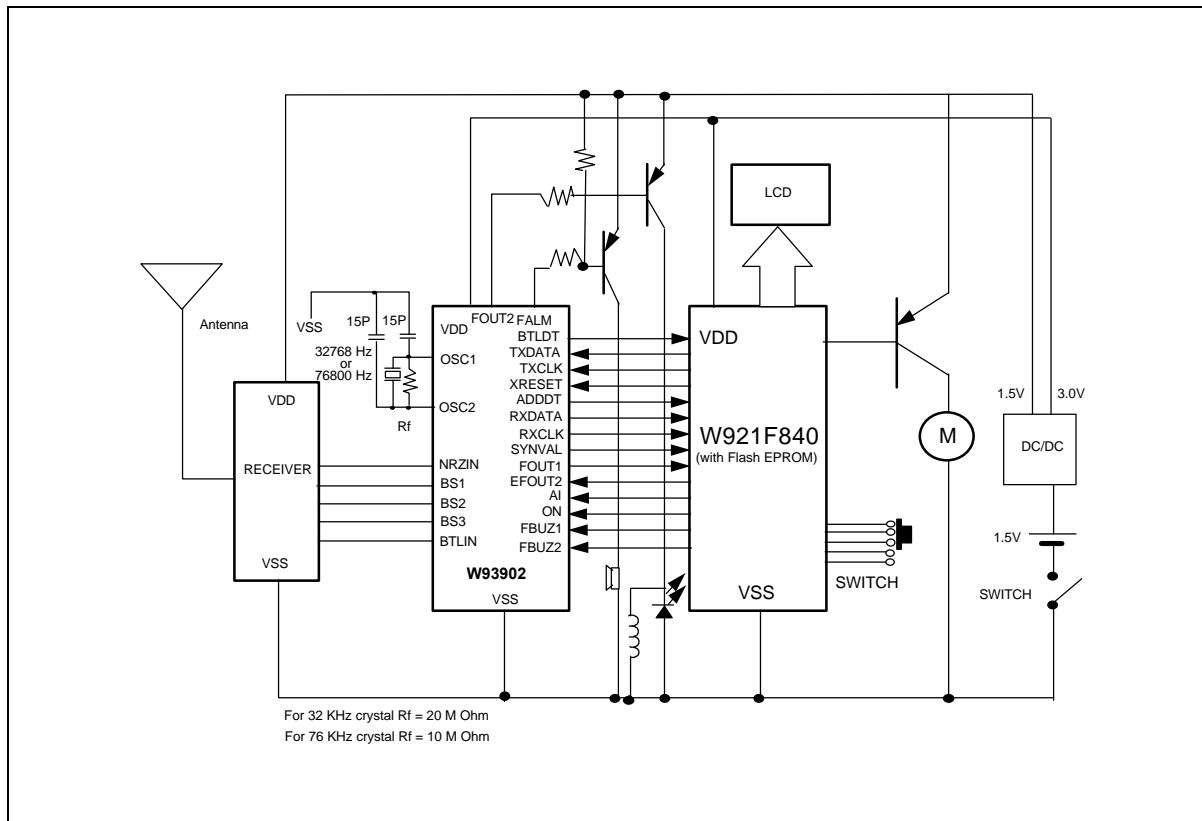 LCD
Antenna
VSS
15P
15P
32768 Hz
or
76800 Hz
Rf
VDD
RECEIVER
VSS
VDD
FOUT2
FALM
OSC1
OSC2
NRZIN
BS1
BS2
BS3
BTLIN
BTLDT
TXDATA
TXCLK
XRESET
ADDDT
RXDATA
RXCLK
SYNVAL
FOUT1
EFOUT2
AI
ON
FBUZ1
FBUZ2
W93902
VSS
VDD
W921F840
(with Flash EPROM)
VSS
SWITCH
M
1.5V
3.0V
DC/DC
1.5V
SWITCH
For 32 KHz crystal Rf = 20 M Ohm
For 76 KHz crystal Rf = 10 M Ohm